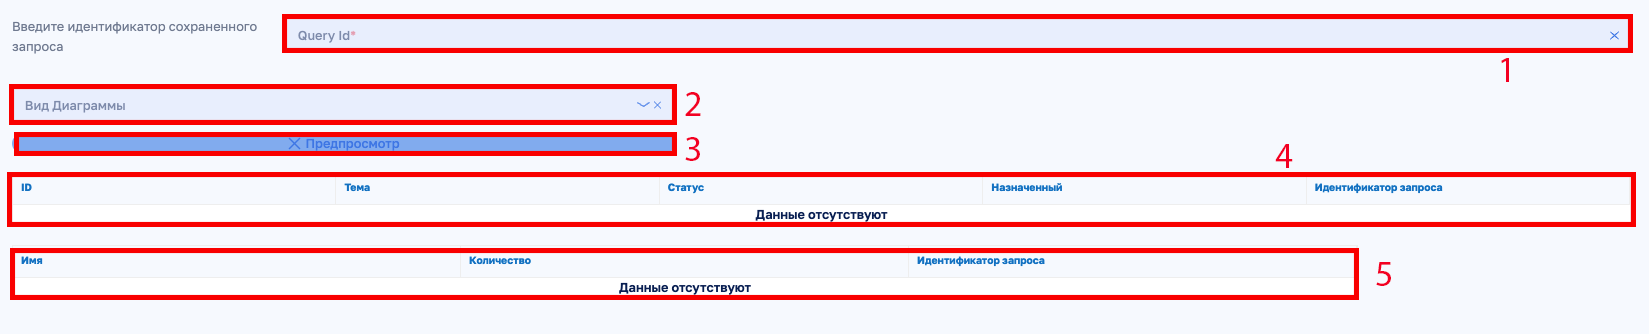 Введите идентификатор сохраненного
запроса
Query Id*
1
Вид Диаграммы
2
Предпросмотр
3
4
ID Тема Статус Назначенный Идентификатор запроса
Данные отсутствуют
Имя Количество Идентификатор запроса
Данные отсутствуют
5